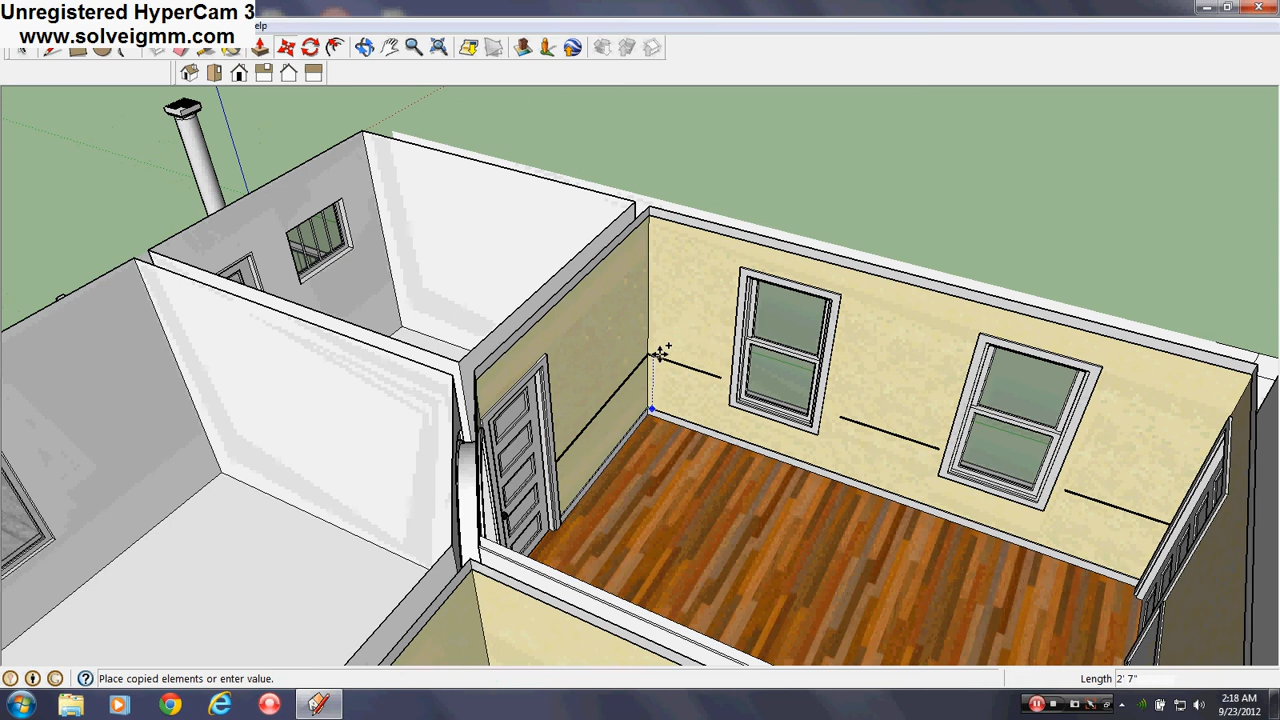 Unregistered HyperCam 3
www.solveigmm.com
elp
Place copied elements or enter value.
Length
2' 7"
2:18 AM
9/23/2012